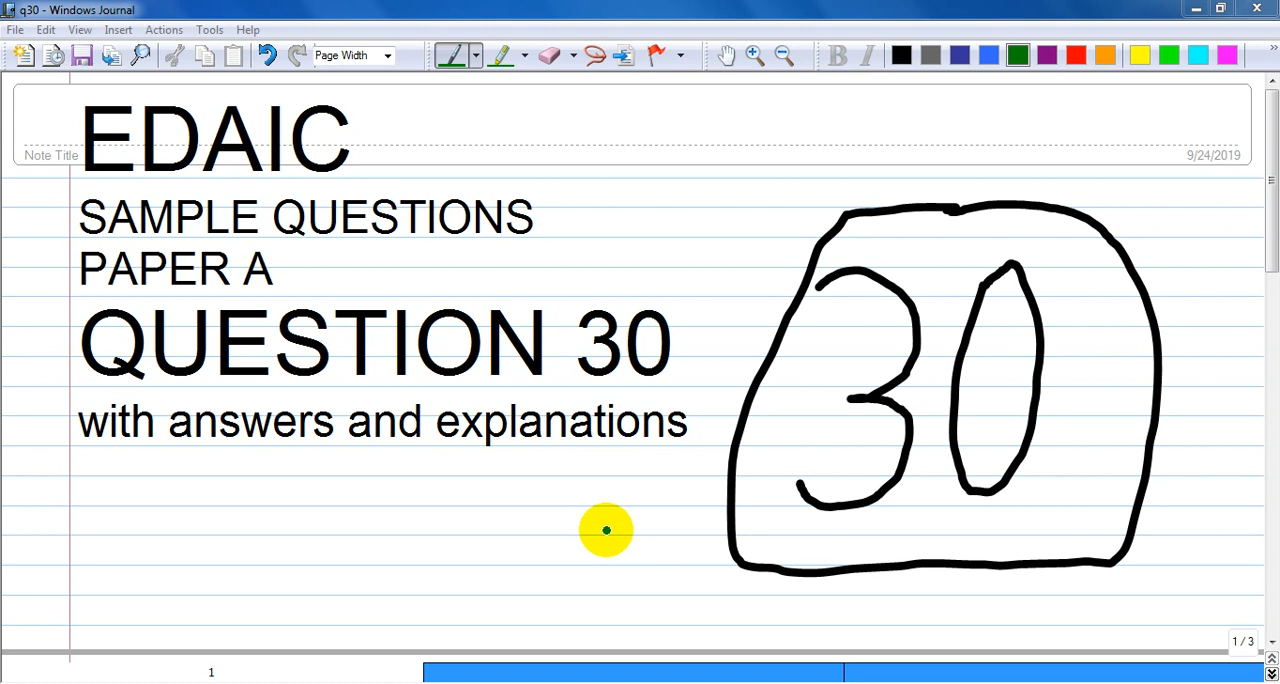 q30 - Windows Journal
File Edit View Insert Actions Tools Help
Page Width
B I
EDAIC
Note Title
9/24/2019
SAMPLE QUESTIONS
PAPER A
QUESTION 30
with answers and explanations
30
1 / 3
1